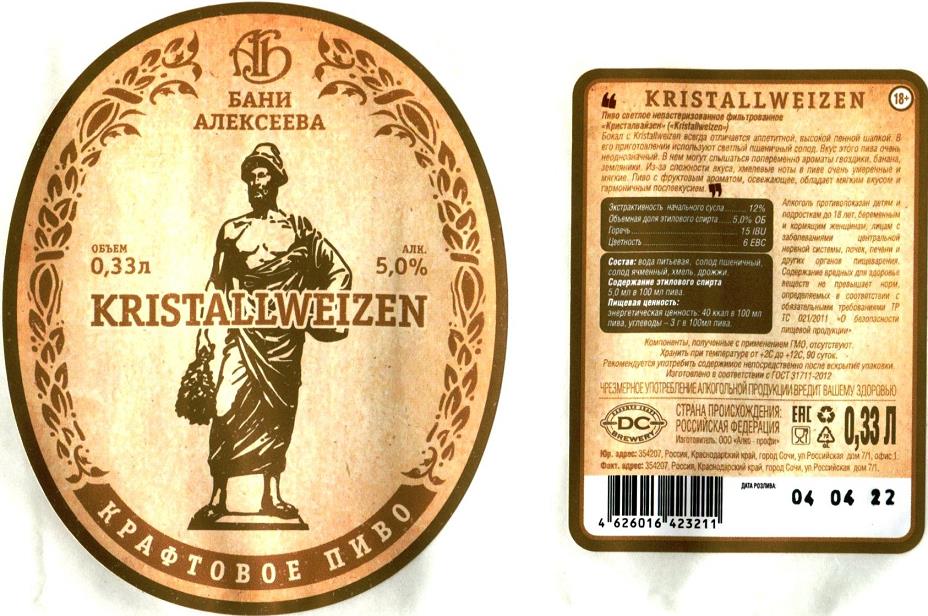 АБ
БАНИ
АЛЕКСЕЕВА
ОБЪЕМ
0,33л
АЛК.
5,0%
KRISTALLWEIZEN
КРАФТОВОЕ ПИВО
KRISTALLWEIZEN
18+
Пиво светлое непастеризованное фильтрованное
«Кристалвайзен» («Kristallweizen»)
Бокал с Kristallweizen всегда отличается аппетитной, высокой пенной шапкой. В
его приготовлении используют светлый пшеничный солод. Вкус этого пива очень
неоднозначный. В нем могут слышаться попеременно ароматы гвоздики, банана,
земляники. Из-за сложности вкуса, хмелевые ноты в пиве очень умеренные и
мягкие. Пиво с фруктовым ароматом, освежающее, обладает мягким вкусом и
гармоничным послевкусием.
Экстрактивность начального сусла.....12%
Объемная доля этилового спирта.....5,0% ОБ
Горечь.....15 IBU
Цветность.....6 EBC
Состав: вода питьевая, солод пшеничный,
солод ячменный, хмель, дрожжи.
Содержание этилового спирта
5,0 мл в 100 мл пива.
Пищевая ценность:
энергетическая ценность: 40 ккал в 100 мл
пива, углеводы – 3 г в 100мл пива.
Алкоголь противопоказан детям и
подросткам до 18 лет, беременным
и кормящим женщинам, лицам с
заболеваниями центральной
нервной системы, почек, печени и
других органов пищеварения.
Содержание вредных для здоровья
веществ не превышает норм,
определяемых в соответствии с
обязательными требованиями ТР
ТС 021/2011 «О безопасности
пищевой продукции»
Компоненты, полученные с применением ГМО, отсутствуют.
Хранить при температуре от +2С до +12С, 90 суток.
Рекомендуется употребить содержимое непосредственно после вскрытия упаковки.
Изготовлено в соответствии с ГОСТ 31711-2012
ЧРЕЗМЕРНОЕ УПОТРЕБЛЕНИЕ АЛКОГОЛЬНОЙ ПРОДУКЦИИ ВРЕДИТ ВАШЕМУ ЗДОРОВЬЮ
DC
BREWERY
СТРАНА ПРОИСХОЖДЕНИЯ:
РОССИЙСКАЯ ФЕДЕРАЦИЯ
Изготовитель: ООО «Алко - профи»
EAC
0,33 Л
Юр. адрес: 354207, Россия, Краснодарский край, город Сочи, ул.Российская дом 7/1, офис 1.
Факт. адрес: 354207, Россия, Краснодарский край, город Сочи, ул.Российская дом 7/1.
ДАТА РОЗЛИВА:
04 04 22
4 626016 423211